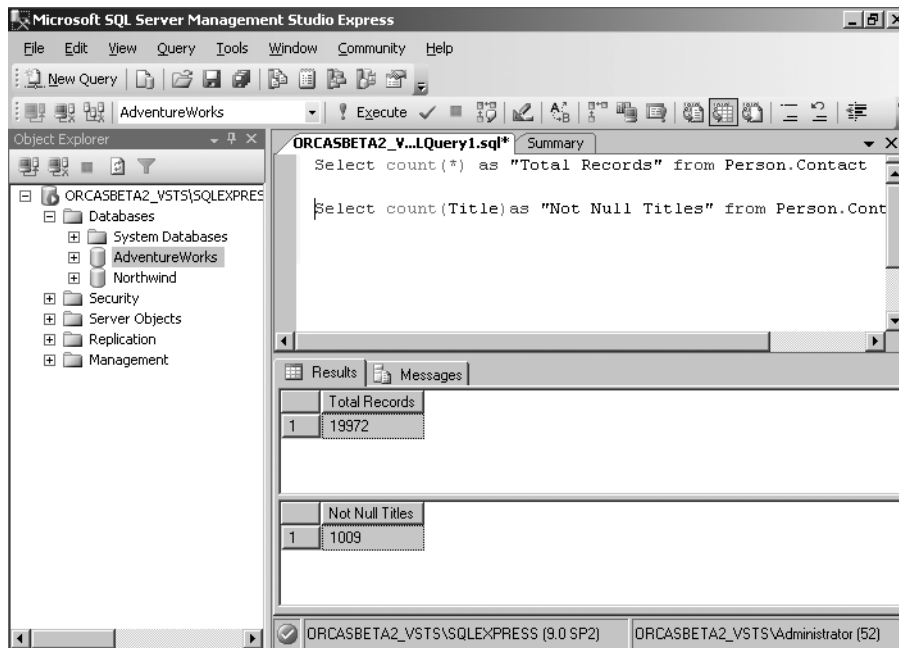 Microsoft SQL Server Management Studio Express
File Edit View Query Tools Window Community Help
New Query
AdventureWorks Execute
Object Explorer
ORCASBETA2_VSTS\SQLEXPRES
Databases
System Databases
AdventureWorks
Northwind
Security
Server Objects
Replication
Management
ORCASBETA2_V...LQuery1.sql* Summary
Select count(*) as "Total Records" from Person.Contact
Select count(Title)as "Not Null Titles" from Person.Cont
Results Messages
Total Records
1 19972
Not Null Titles
1 1009
ORCASBETA2_VSTS\SQLEXPRESS (9.0 SP2) ORCASBETA2_VSTS\Administrator (52)